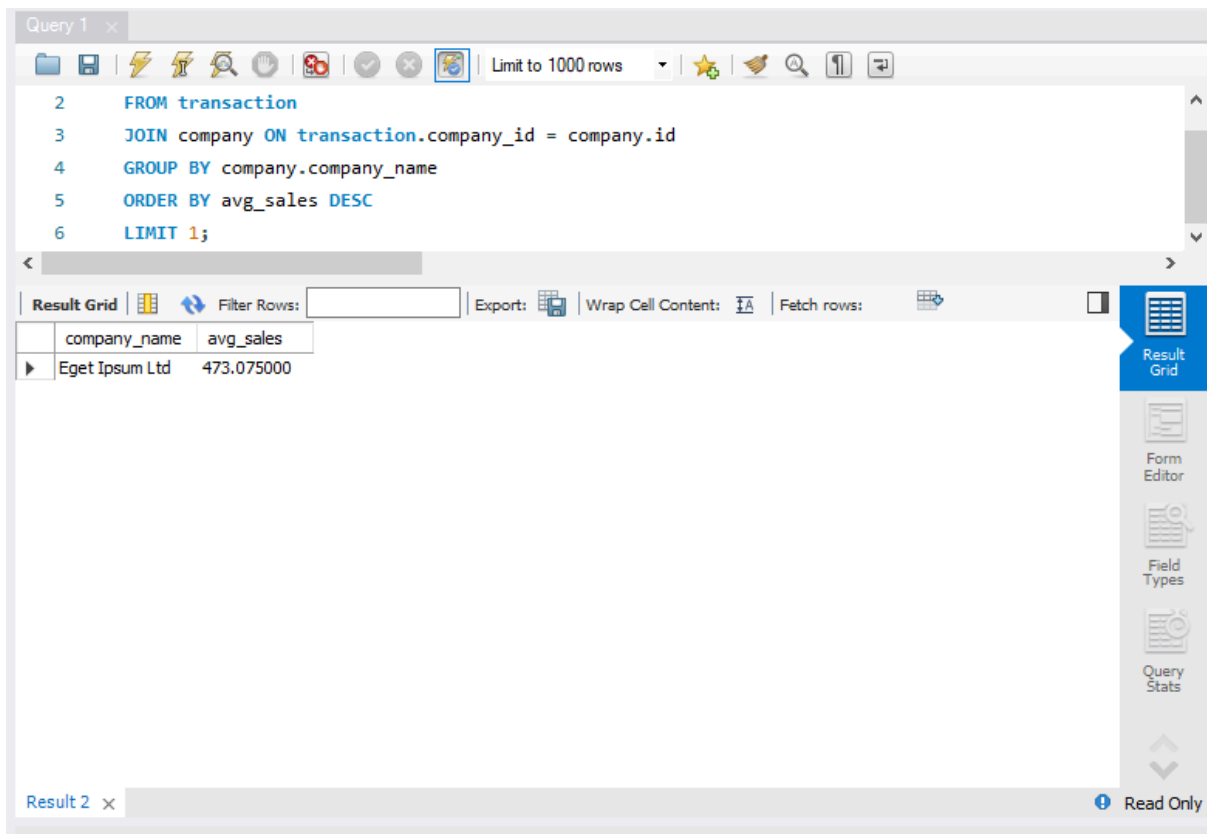 Query 1
Limit to 1000 rows
2 FROM transaction
3 JOIN company ON transaction.company_id = company.id
4 GROUP BY company.company_name
5 ORDER BY avg_sales DESC
6 LIMIT 1;
Result Grid Filter Rows: Export: Wrap Cell Content: IA Fetch rows:
company_name avg_sales
Eget Ipsum Ltd 473.075000
Result
Grid
Form
Editor
Field
Types
Query
Stats
Result 2 Read Only